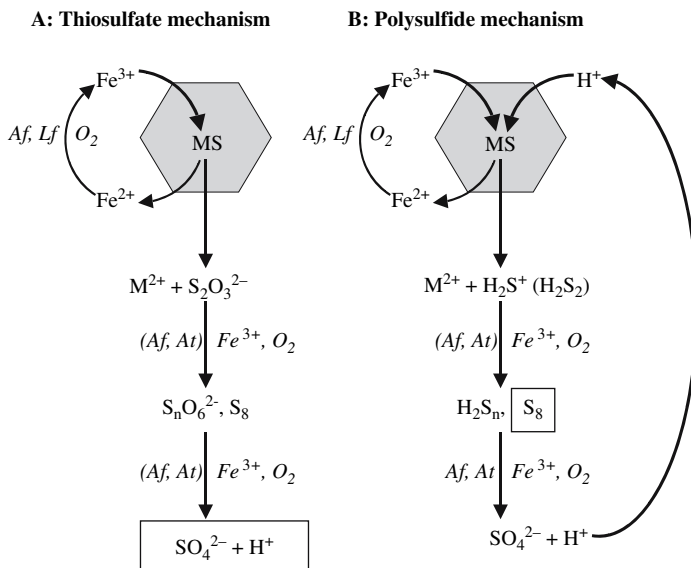 A: Thiosulfate mechanism
Fe³⁺
Af, Lf
O₂
MS
Fe²⁺
M²⁺ + S₂O₃²⁻
(Af, At) Fe³⁺, O₂
SₙO₆²⁻, S₈
(Af, At) Fe³⁺, O₂
SO₄²⁻ + H⁺
B: Polysulfide mechanism
Fe³⁺
H⁺
Af, Lf
O₂
MS
Fe²⁺
M²⁺ + H₂S⁺ (H₂S₂)
(Af, At) Fe³⁺, O₂
H₂Sₙ, S₈
Af, At Fe³⁺, O₂
SO₄²⁻ + H⁺